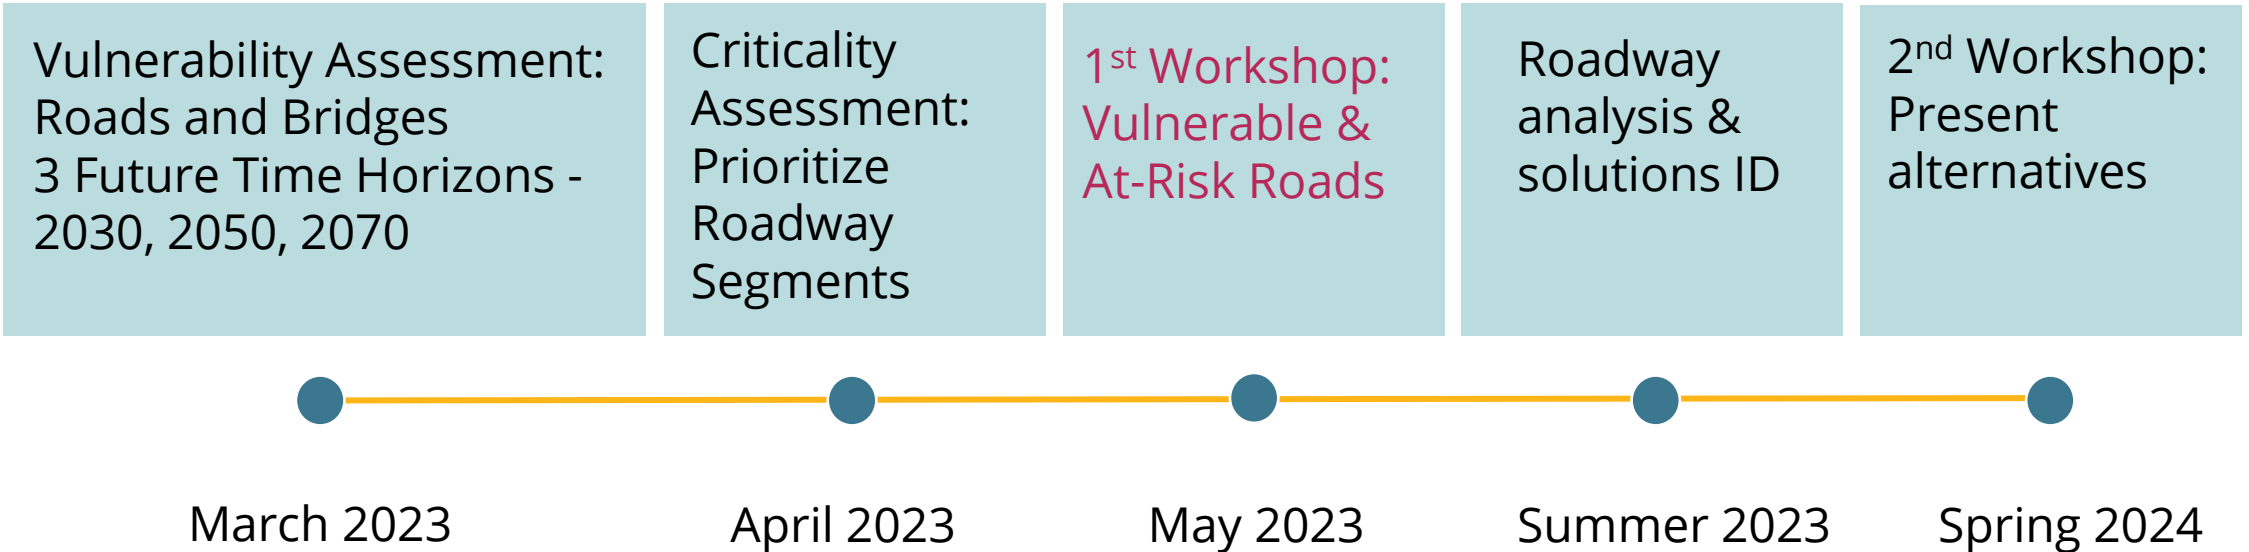 Vulnerability Assessment:
Roads and Bridges
3 Future Time Horizons -
2030, 2050, 2070
Criticality
Assessment:
Prioritize
Roadway
Segments
1st Workshop:
Vulnerable &
At-Risk Roads
Roadway
analysis &
solutions ID
2nd Workshop:
Present
alternatives
March 2023
April 2023
May 2023
Summer 2023
Spring 2024